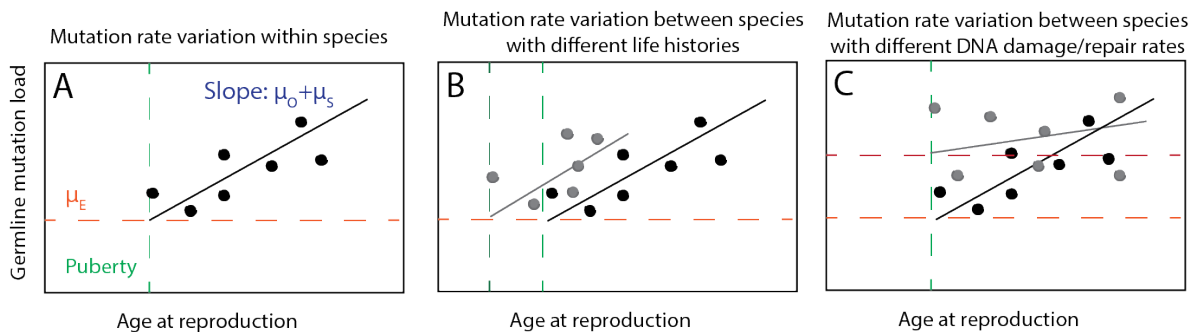 Mutation rate variation within species
Mutation rate variation between species
with different life histories
Mutation rate variation between species
with different DNA damage/repair rates
Germline mutation load
A
Slope: μO+μS
μE
Puberty
Age at reproduction
B
Age at reproduction
C
Age at reproduction